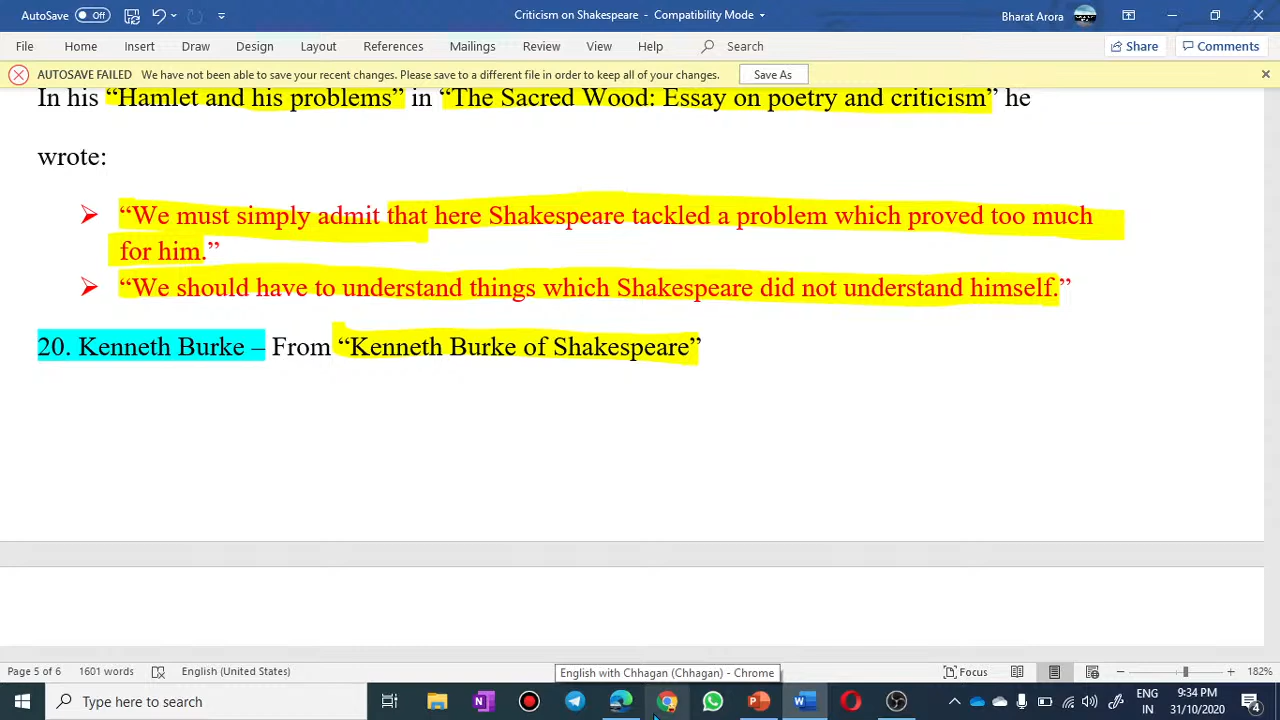 AutoSave Off Criticism on Shakespeare - Compatibility Mode Bharat Arora
File Home Insert Draw Design Layout References Mailings Review View Help Search Share Comments
AUTOSAVE FAILED We have not been able to save your recent changes. Please save to a different file in order to keep all of your changes. Save As
In his “Hamlet and his problems” in “The Sacred Wood: Essay on poetry and criticism” he
wrote:
“We must simply admit that here Shakespeare tackled a problem which proved too much
for him.”
“We should have to understand things which Shakespeare did not understand himself.”
20. Kenneth Burke – From “Kenneth Burke of Shakespeare”
Page 5 of 6 1601 words English (United States) Focus 182%
English with Chhagan (Chhagan) - Chrome
Type here to search
ENG 9:34 PM
IN 31/10/2020 4